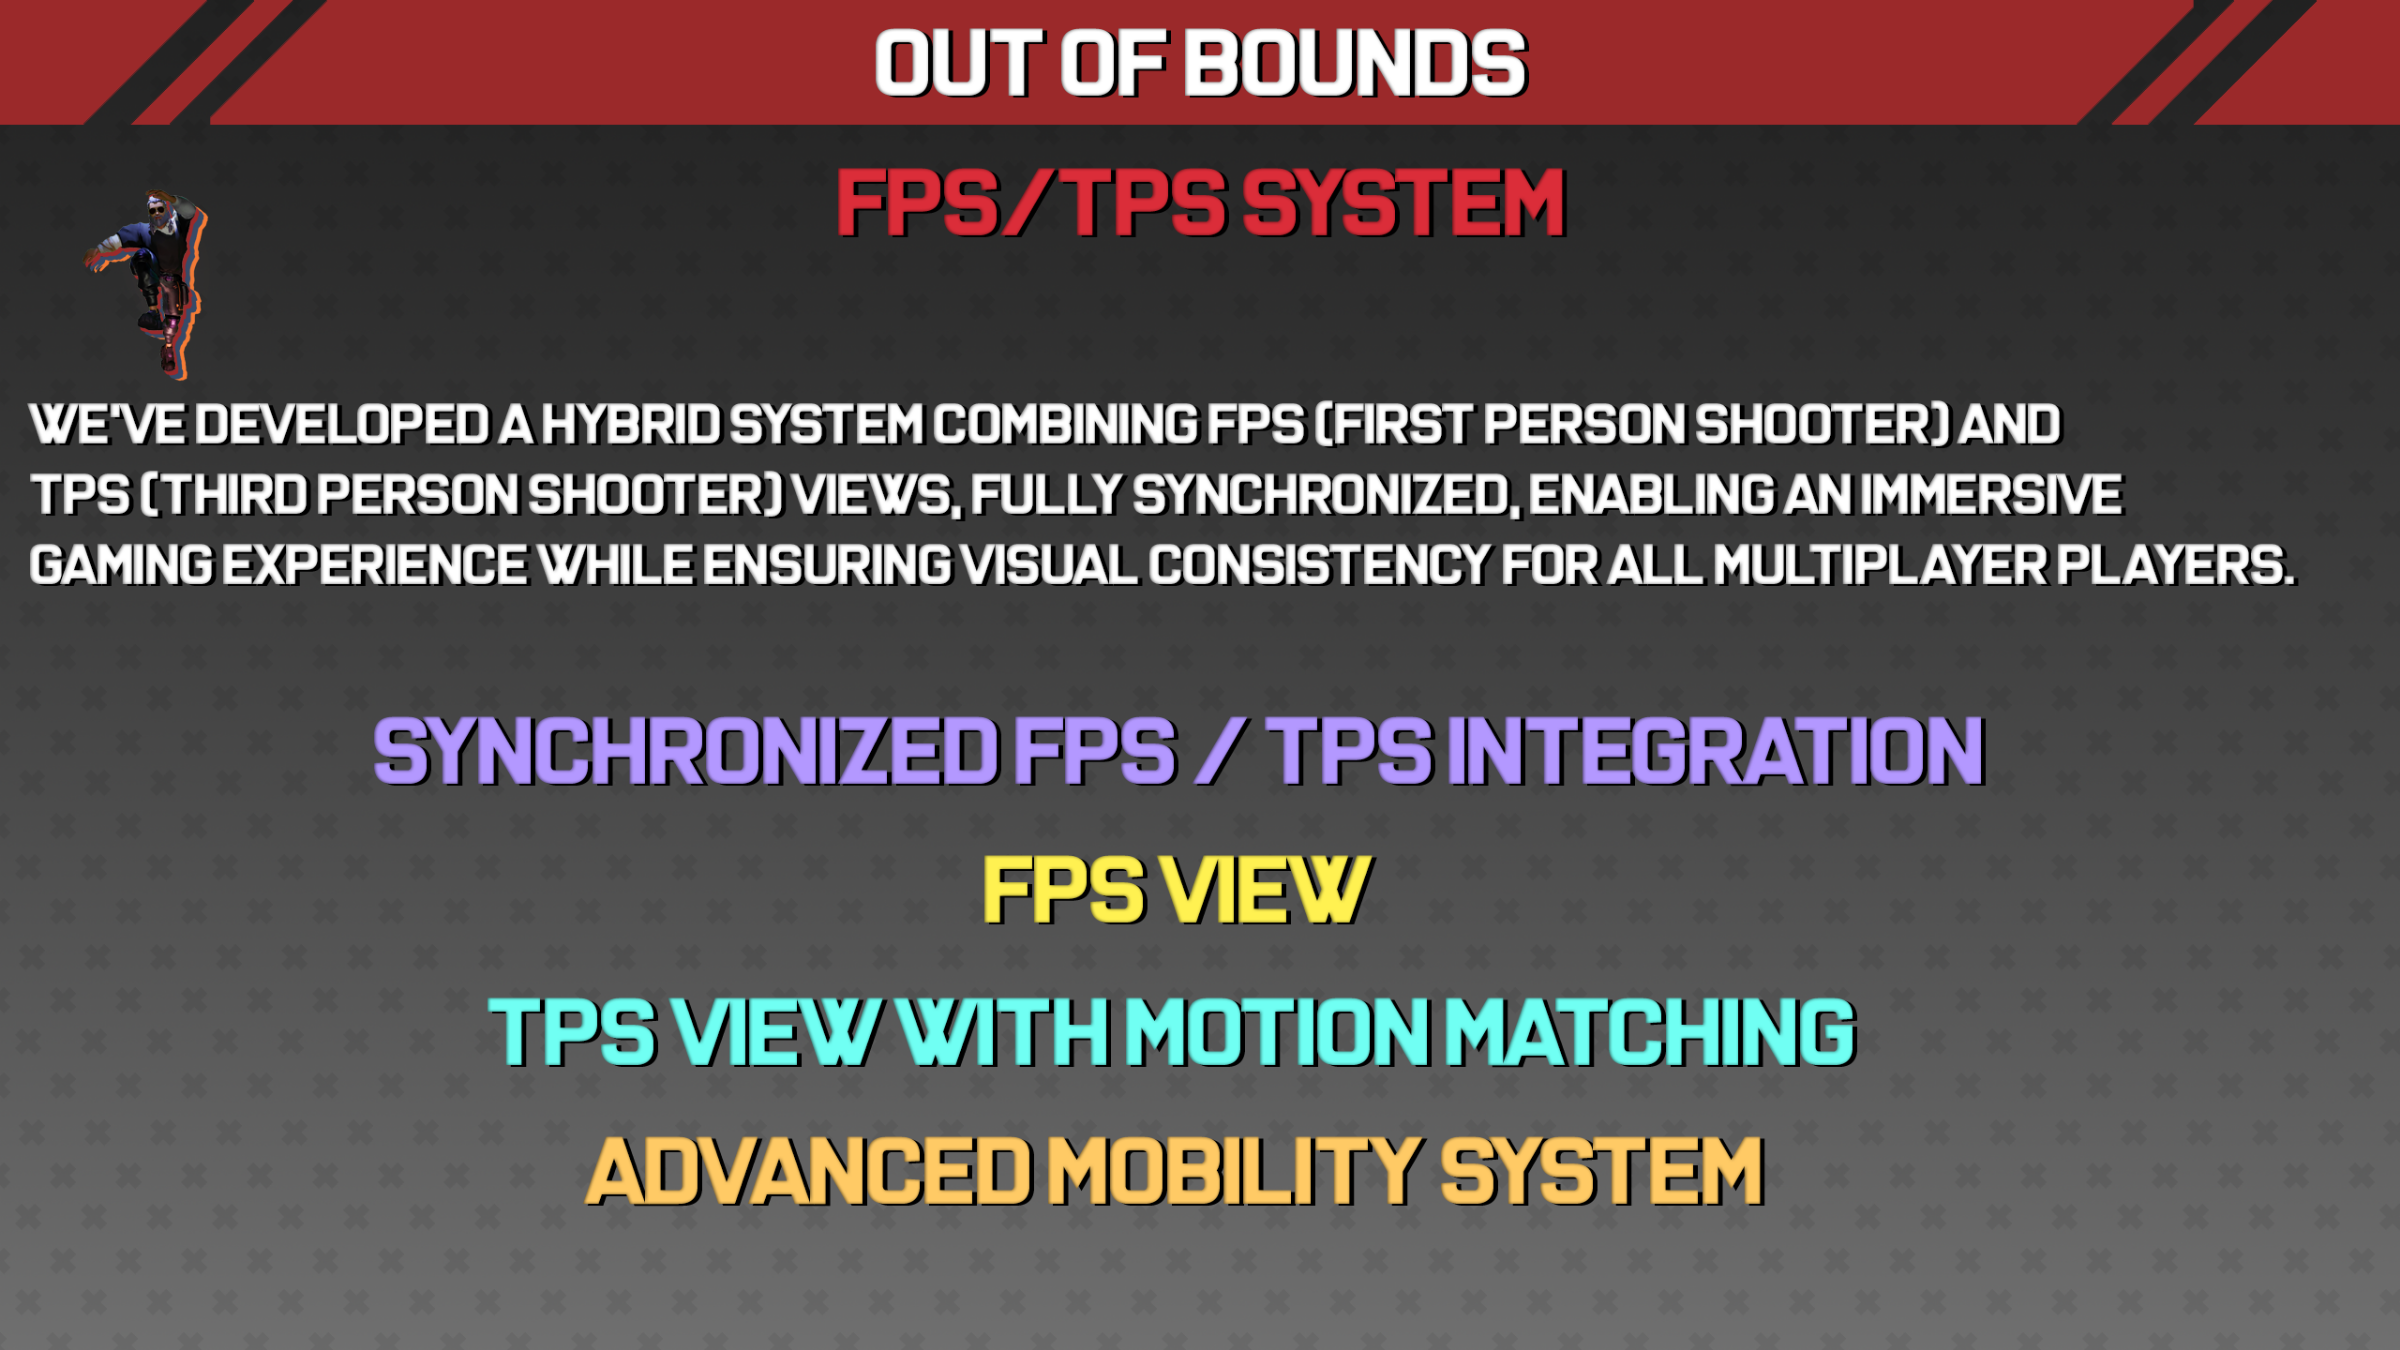 OUT OF BOUNDS
FPS/TPS SYSTEM
WE'VE DEVELOPED A HYBRID SYSTEM COMBINING FPS (FIRST PERSON SHOOTER) AND
TPS (THIRD PERSON SHOOTER) VIEWS, FULLY SYNCHRONIZED, ENABLING AN IMMERSIVE
GAMING EXPERIENCE WHILE ENSURING VISUAL CONSISTENCY FOR ALL MULTIPLAYER PLAYERS.
SYNCHRONIZED FPS / TPS INTEGRATION
FPS VIEW
TPS VIEW WITH MOTION MATCHING
ADVANCED MOBILITY SYSTEM